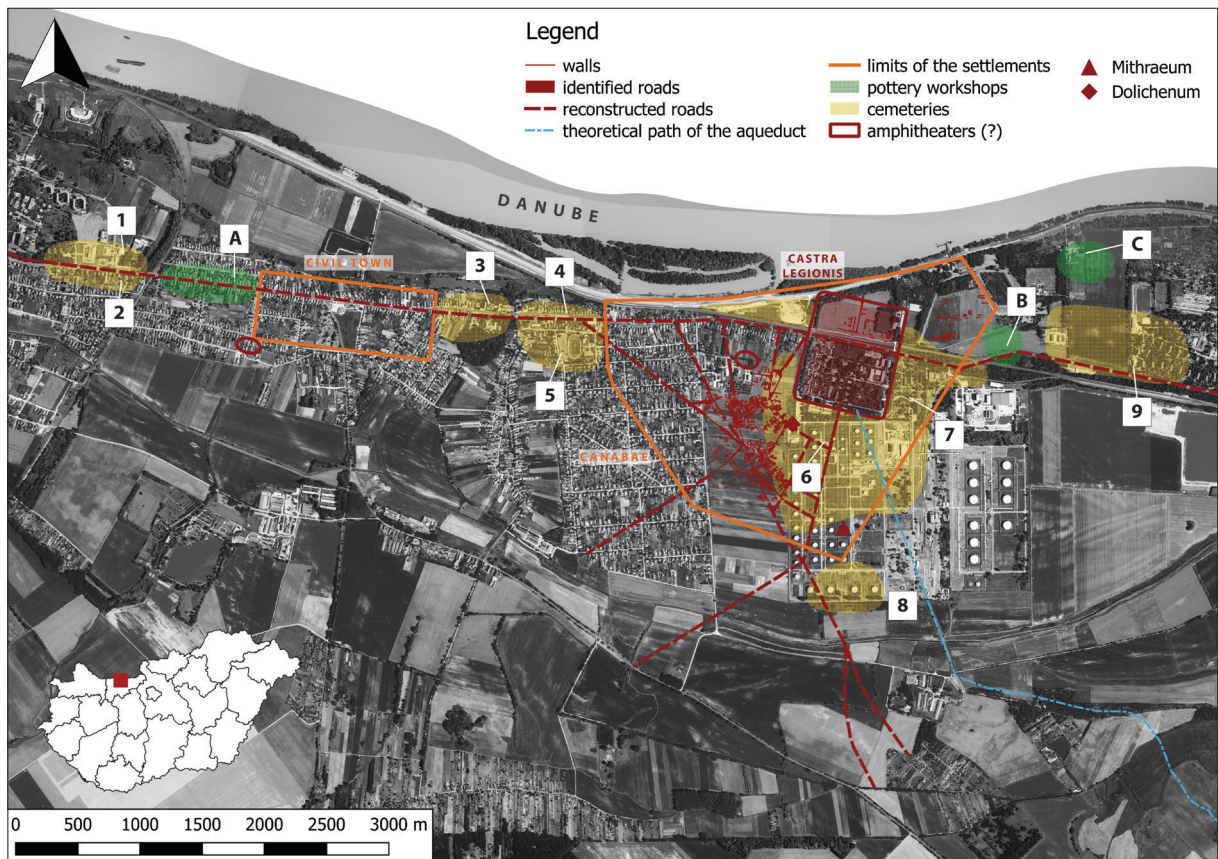 Legend
walls
identified roads
reconstructed roads
theoretical path of the aqueduct
limits of the settlements
pottery workshops
cemeteries
amphitheaters (?)
Mithraeum
Dolichenum
DANUBE
1
A
CIVIL TOWN
3
4
CASTRA
LEGIONIS
C
B
2
5
9
7
CANABAE
6
8
0 500 1000 1500 2000 2500 3000 m